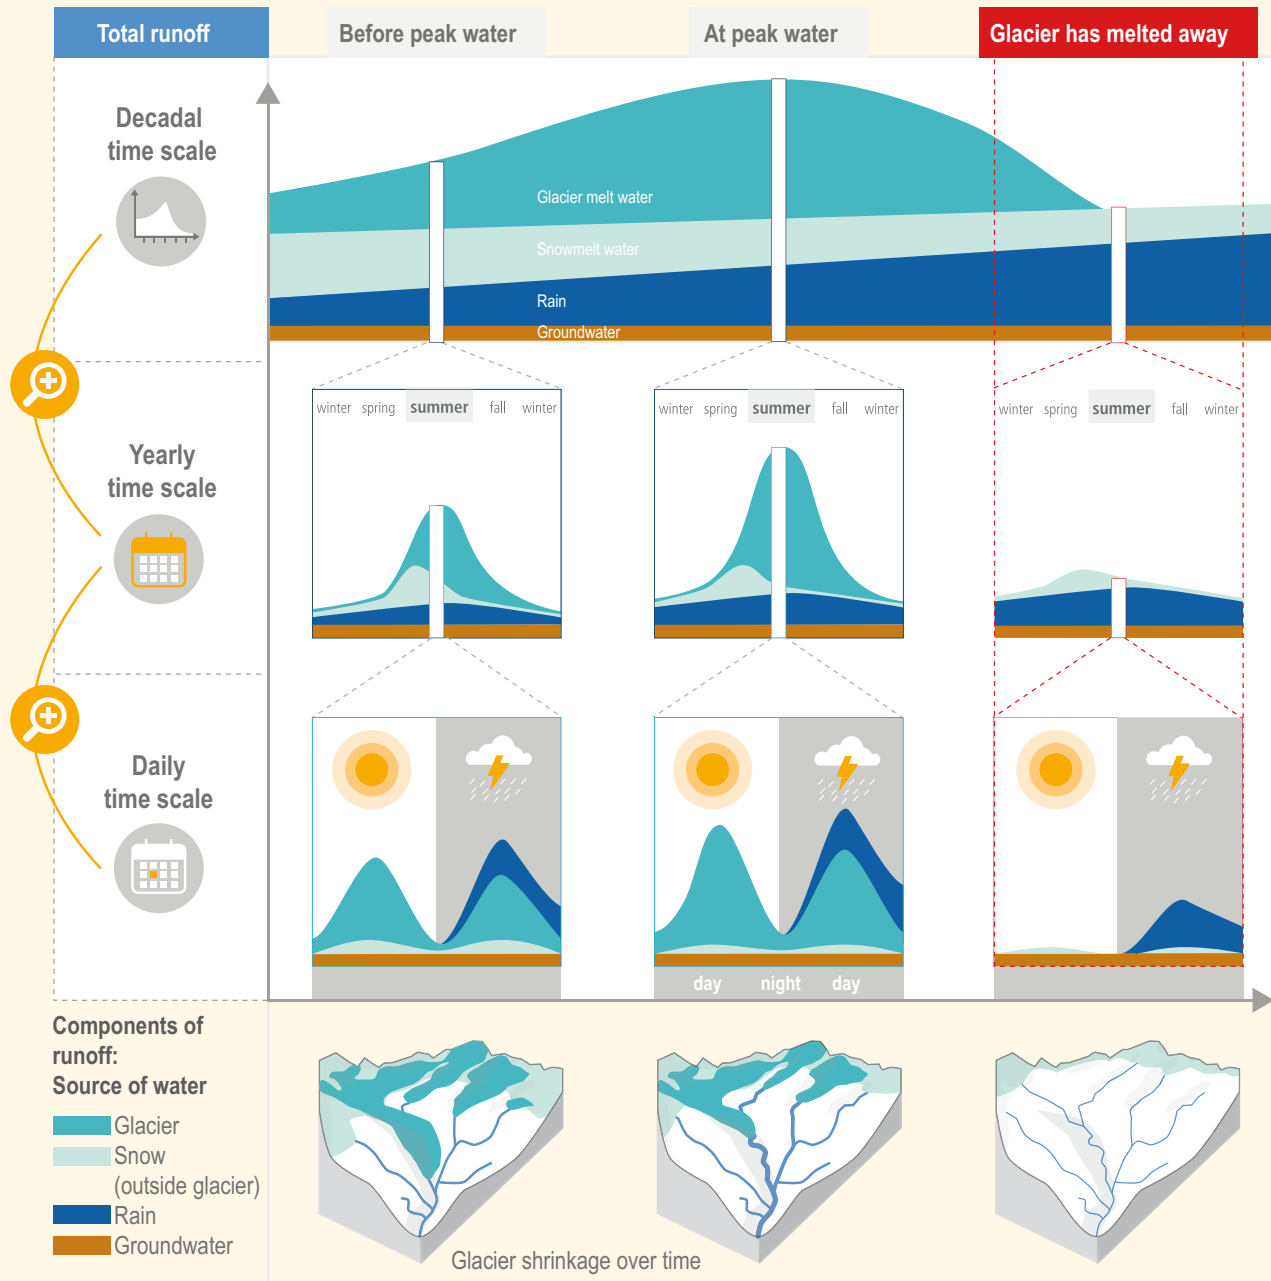 Total runoff
Before peak water
At peak water
Glacier has melted away
Decadal
time scale
Glacier melt water
Snowmelt water
Rain
Groundwater
winter spring summer fall winter
winter spring summer fall winter
winter spring summer fall winter
Yearly
time scale
Daily
time scale
day night day
Components of
runoff:
Source of water
Glacier
Snow
(outside glacier)
Rain
Groundwater
Glacier shrinkage over time